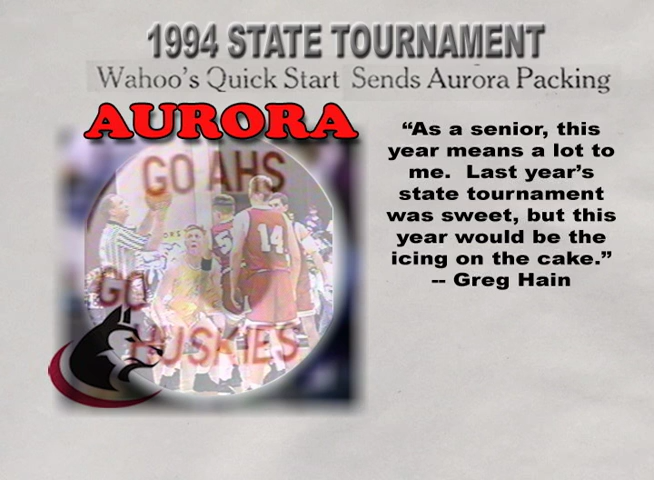 1994 STATE TOURNAMENT
Wahoo's Quick Start Sends Aurora Packing
AURORA
GO AHS
GO
HUSKIES
5
14
“As a senior, this
year means a lot to
me. Last year's
state tournament
was sweet, but this
year would be the
icing on the cake.”
-- Greg Hain